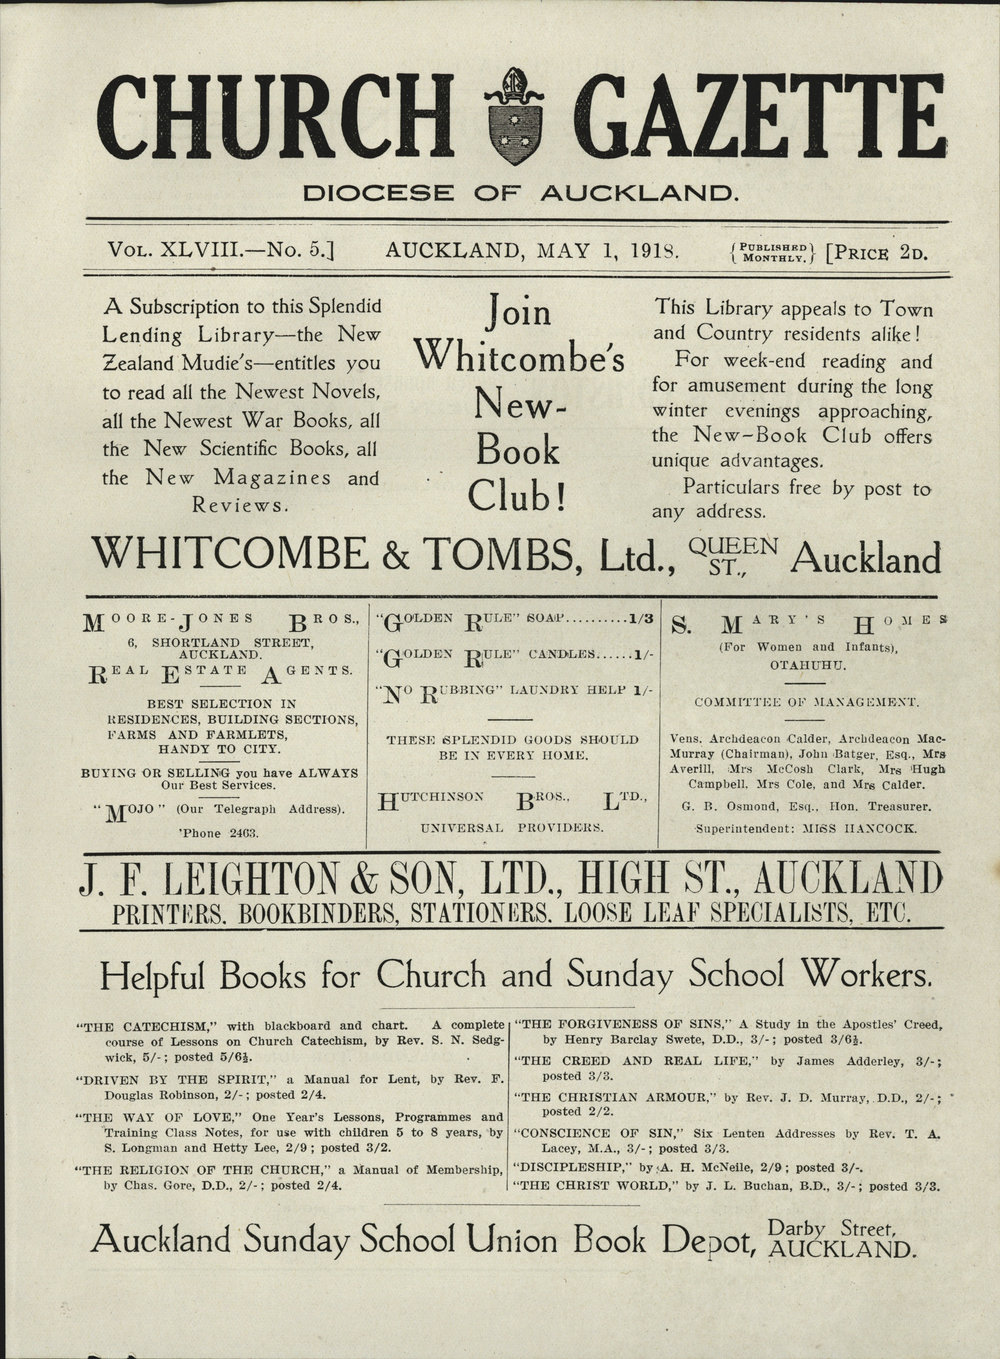 CHURCH GAZETTE
DIOCESE OF AUCKLAND.
VOL. XLVIII.—No. 5.] AUCKLAND, MAY 1, 1918. { PUBLISHED MONTHLY. } [PRICE 2D.
A Subscription to this Splendid
Lending Library—the New
Zealand Mudie's—entitles you
to read all the Newest Novels,
all the Newest War Books, all
the New Scientific Books, all
the New Magazines and
Reviews.
Join
Whitcombe's
New-
Book
Club!
This Library appeals to Town
and Country residents alike!
For week-end reading and
for amusement during the long
winter evenings approaching,
the New-Book Club offers
unique advantages.
Particulars free by post to
any address.
WHITCOMBE & TOMBS, Ltd., QUEEN ST., Auckland
MOORE-JONES BROS.,
6, SHORTLAND STREET,
AUCKLAND.
REAL ESTATE AGENTS.
BEST SELECTION IN
RESIDENCES, BUILDING SECTIONS,
FARMS AND FARMLETS,
HANDY TO CITY.
BUYING OR SELLING you have ALWAYS
Our Best Services.
"MOJO" (Our Telegraph Address).
'Phone 2463.
"GOLDEN RULE" SOAP..........1/3
"GOLDEN RULE" CANDLES......1/-
"NO RUBBING" LAUNDRY HELP 1/-
THESE SPLENDID GOODS SHOULD
BE IN EVERY HOME.
HUTCHINSON BROS., LTD.,
UNIVERSAL PROVIDERS.
S. MARY'S HOMES
(For Women and Infants),
OTAHUHU.
COMMITTEE OF MANAGEMENT.
Vens. Archdeacon Calder, Archdeacon Mac-
Murray (Chairman), John Batger, Esq., Mrs
Averill, Mrs McCosh Clark, Mrs Hugh
Campbell. Mrs Cole, and Mrs Calder.
G. B. Osmond, Esq., Hon. Treasurer.
Superintendent: MISS HANCOCK.
J. F. LEIGHTON & SON, LTD., HIGH ST., AUCKLAND
PRINTERS. BOOKBINDERS, STATIONERS. LOOSE LEAF SPECIALISTS, ETC.
Helpful Books for Church and Sunday School Workers.
"THE CATECHISM," with blackboard and chart. A complete
course of Lessons on Church Catechism, by Rev. S. N. Sedg-
wick, 5/-; posted 5/6½.
"DRIVEN BY THE SPIRIT," a Manual for Lent, by Rev. F.
Douglas Robinson, 2/-; posted 2/4.
"THE WAY OF LOVE," One Year's Lessons, Programmes and
Training Class Notes, for use with children 5 to 8 years, by
S. Longman and Hetty Lee, 2/9; posted 3/2.
"THE RELIGION OF THE CHURCH," a Manual of Membership,
by Chas. Gore, D.D., 2/-; posted 2/4.
"THE FORGIVENESS OF SINS," A Study in the Apostles' Creed,
by Henry Barclay Swete, D.D., 3/-; posted 3/6½.
"THE CREED AND REAL LIFE," by James Adderley, 3/-;
posted 3/3.
"THE CHRISTIAN ARMOUR," by Rev. J. D. Murray, D.D., 2/-;
posted 2/2.
"CONSCIENCE OF SIN," Six Lenten Addresses by Rev. T. A.
Lacey, M.A., 3/-; posted 3/3.
"DISCIPLESHIP," by A. H. McNeile, 2/9; posted 3/-.
"THE CHRIST WORLD," by J. L. Buchan, B.D., 3/-; posted 3/3.
Auckland Sunday School Union Book Depot, Darby Street, AUCKLAND.